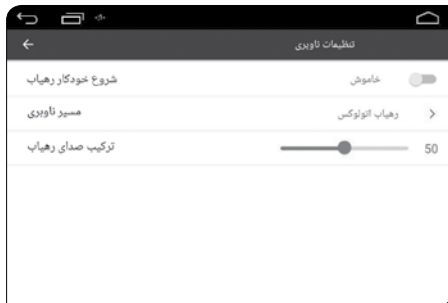 تنظیمات ناوبری
شروع خودکار رهیاب خاموش
مسیر ناوبری رهیاب اتولوکس
ترکیب صدای رهیاب 50